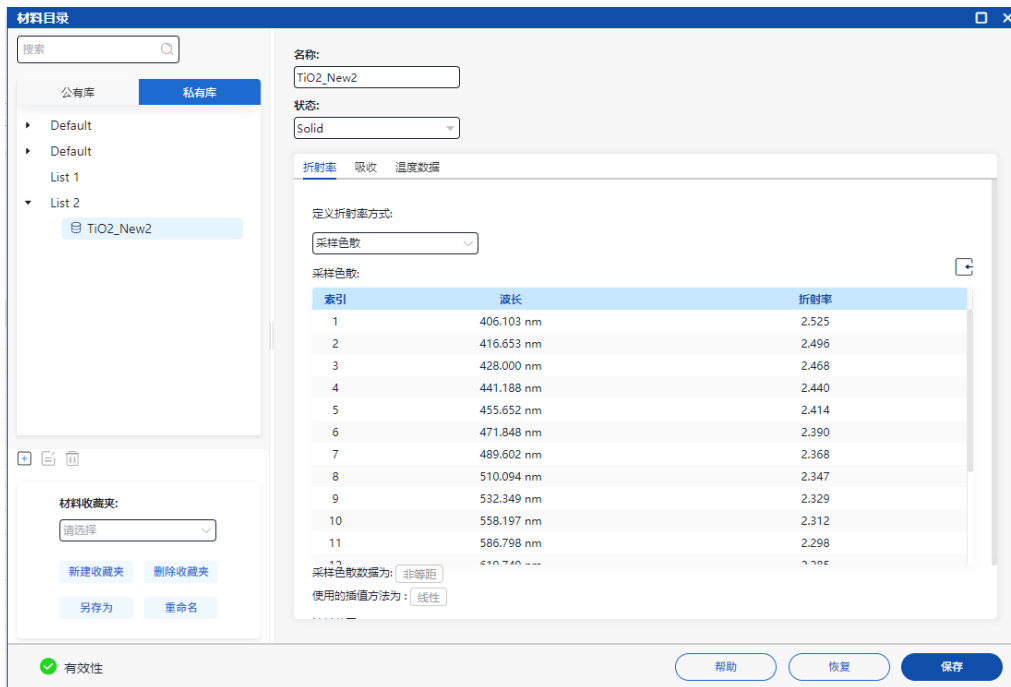 材料目录
搜索
公有库 私有库
Default
Default
List 1
List 2
TiO2_New2
材料收藏夹:
请选择
新建收藏夹 删除收藏夹
另存为 重命名
名称:
TiO2_New2
状态:
Solid
折射率 吸收 温度数据
定义折射率方式:
采样色散
采样色散:
索引 波长 折射率
1 406.103 nm 2.525
2 416.653 nm 2.496
3 428.000 nm 2.468
4 441.188 nm 2.440
5 455.652 nm 2.414
6 471.848 nm 2.390
7 489.602 nm 2.368
8 510.094 nm 2.347
9 532.349 nm 2.329
10 558.197 nm 2.312
11 586.798 nm 2.298
采样色散数据为: 非等距
使用的插值方法为： 线性
有效性
帮助 恢复 保存